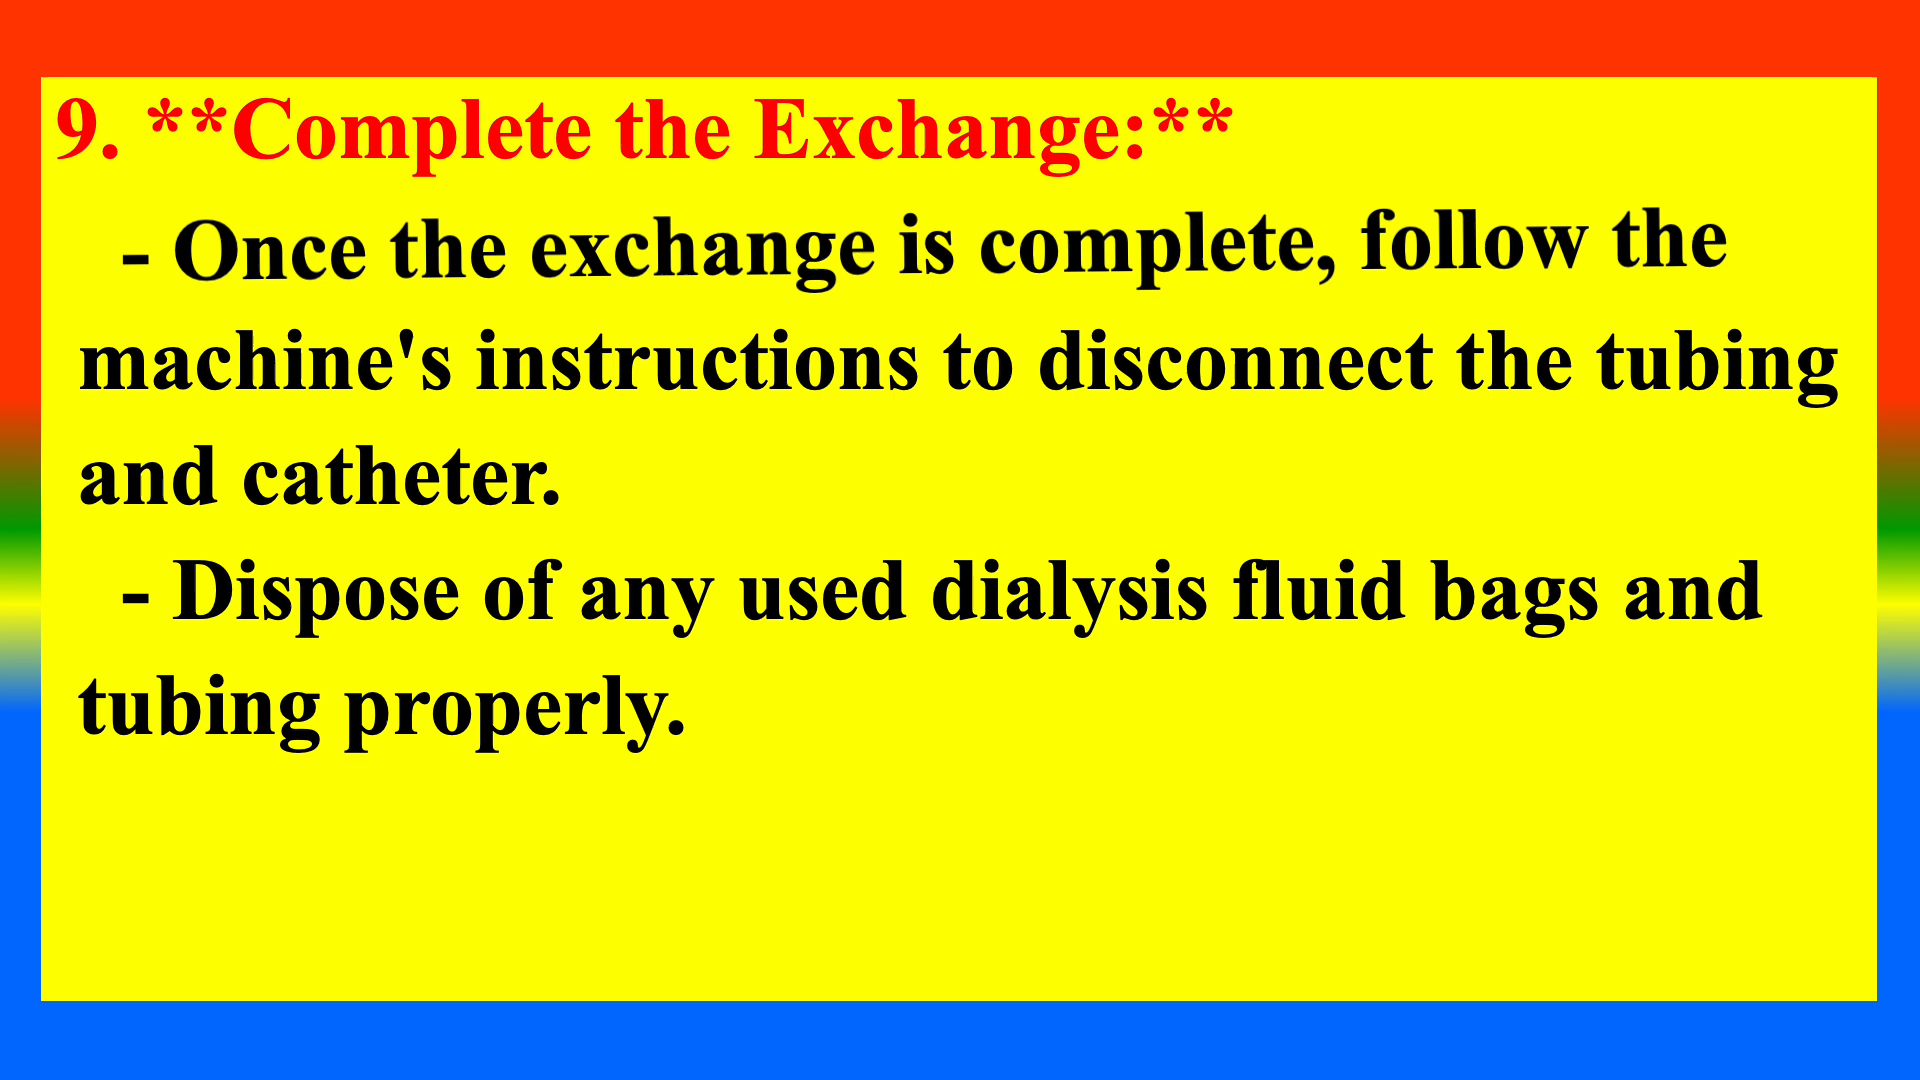 9. **Complete the Exchange:**
- Once the exchange is complete, follow the
machine's instructions to disconnect the tubing
and catheter.
- Dispose of any used dialysis fluid bags and
tubing properly.